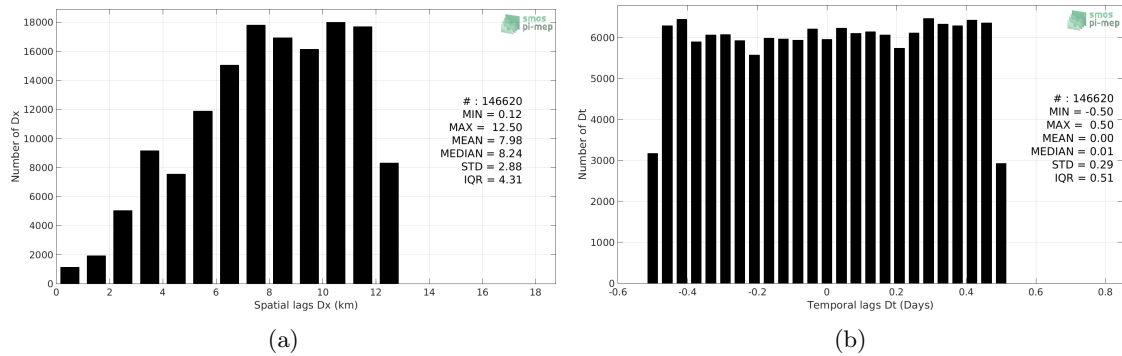 18000
16000
14000
12000
10000
8000
6000
4000
2000
0
Number of Dx
0 2 4 6 8 10 12 14 16 18
Spatial lags Dx (km)
smos
pi-mep
# : 146620
MIN = 0.12
MAX = 12.50
MEAN = 7.98
MEDIAN = 8.24
STD = 2.88
IQR = 4.31
(a)
6000
5000
4000
3000
2000
1000
0
Number of Dt
-0.6 -0.4 -0.2 0 0.2 0.4 0.6 0.8
Temporal lags Dt (Days)
smos
pi-mep
# : 146620
MIN = -0.50
MAX = 0.50
MEAN = 0.00
MEDIAN = 0.01
STD = 0.29
IQR = 0.51
(b)